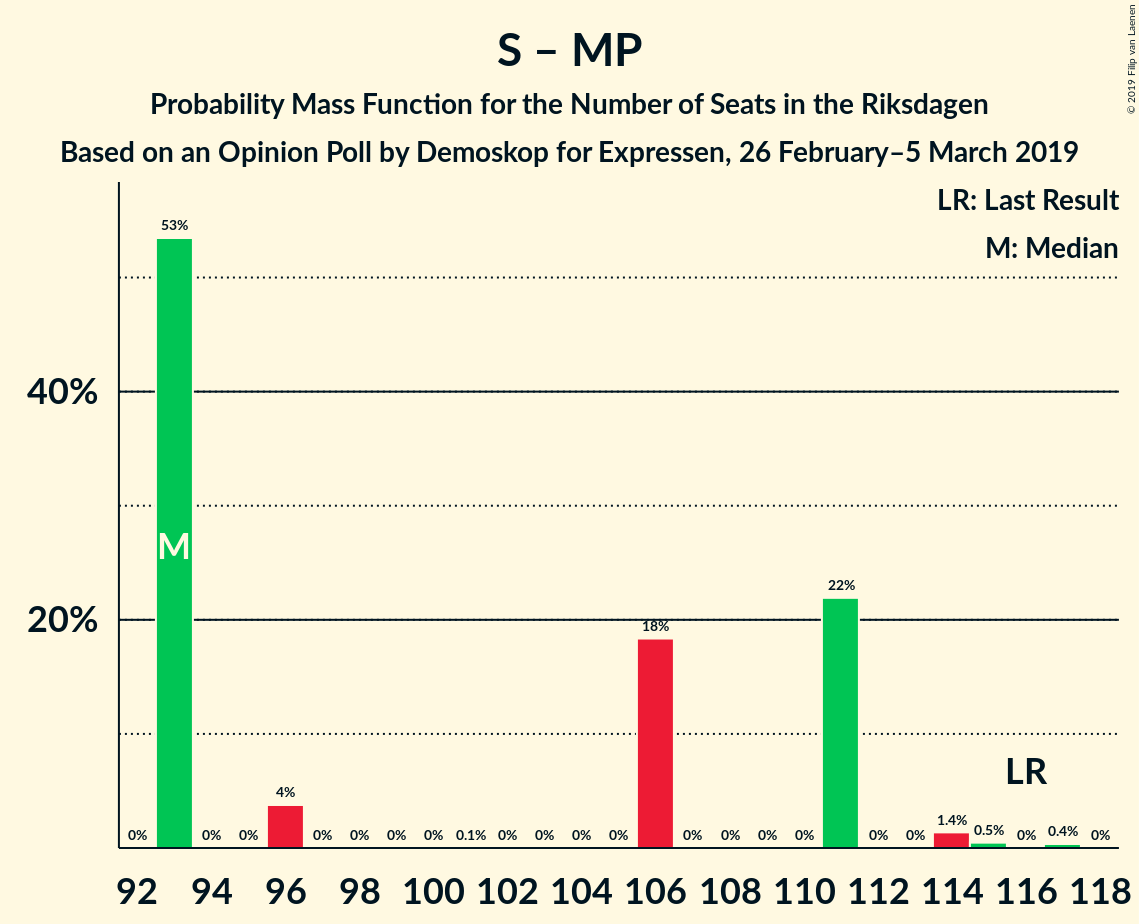 S – MP
Probability Mass Function for the Number of Seats in the Riksdagen
Based on an Opinion Poll by Demoskop for Expressen, 26 February–5 March 2019
© 2019 Filip van Laenen
LR: Last Result
M: Median
53%
40%
M
22%
20%
18%
LR
4%
1.4%
0% 0% 0% 0% 0% 0% 0% 0.1% 0% 0% 0% 0% 0% 0% 0% 0% 0% 0% 0.5% 0% 0.4% 0%
92 94 96 98 100 102 104 106 108 110 112 114 116 118